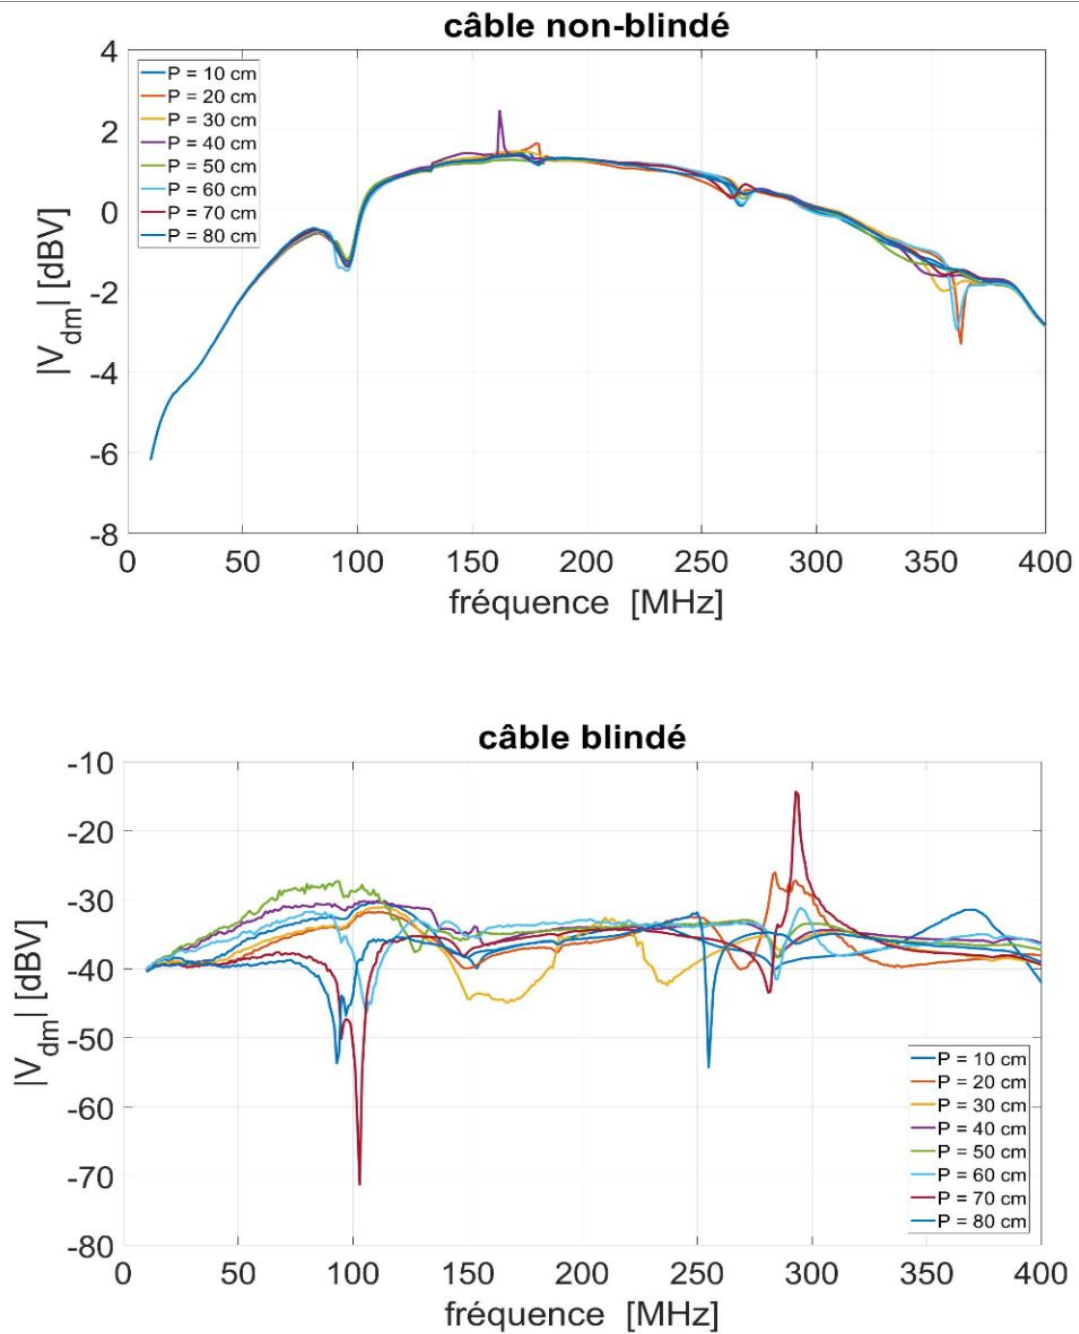 câble non-blindé
4
2
0
-2
-4
-6
-8
|Vdm| [dBV]
P = 10 cm
P = 20 cm
P = 30 cm
P = 40 cm
P = 50 cm
P = 60 cm
P = 70 cm
P = 80 cm
0 50 100 150 200 250 300 350 400
fréquence [MHz]
câble blindé
-10
-20
-30
-40
-50
-60
-70
-80
|Vdm| [dBV]
P = 10 cm
P = 20 cm
P = 30 cm
P = 40 cm
P = 50 cm
P = 60 cm
P = 70 cm
P = 80 cm
0 50 100 150 200 250 300 350 400
fréquence [MHz]